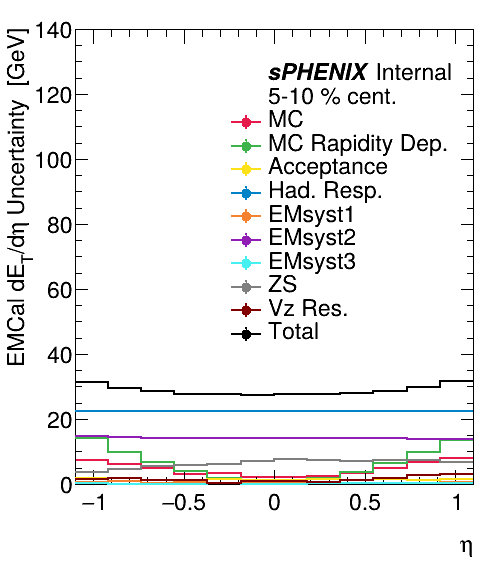 EMCal dE_T/dη Uncertainty [GeV]
140
120
100
80
60
40
20
0
sPHENIX Internal
5-10 % cent.
MC
MC Rapidity Dep.
Acceptance
Had. Resp.
EMsyst1
EMsyst2
EMsyst3
ZS
Vz Res.
Total
−1 −0.5 0 0.5 1
η